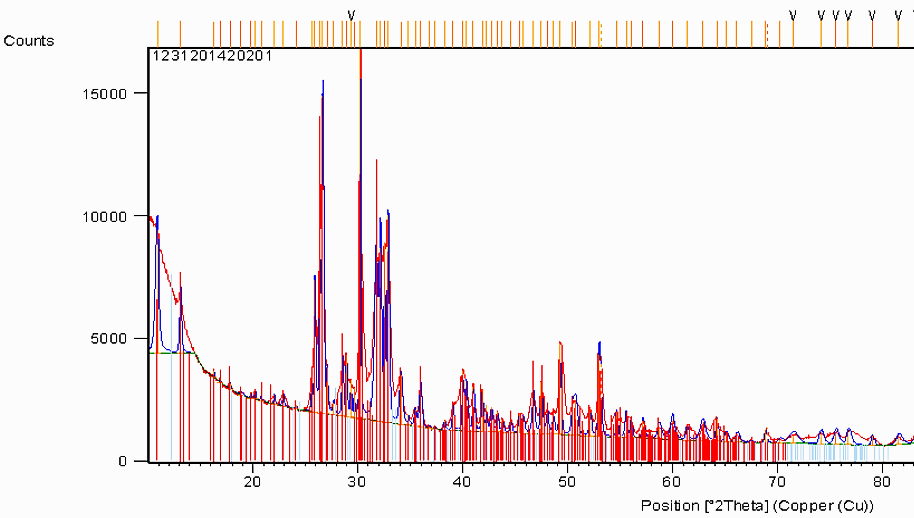 V V V V V V V
Counts
1231201420201
15000
10000
5000
0
20 30 40 50 60 70 80
Position [°2Theta] (Copper (Cu))